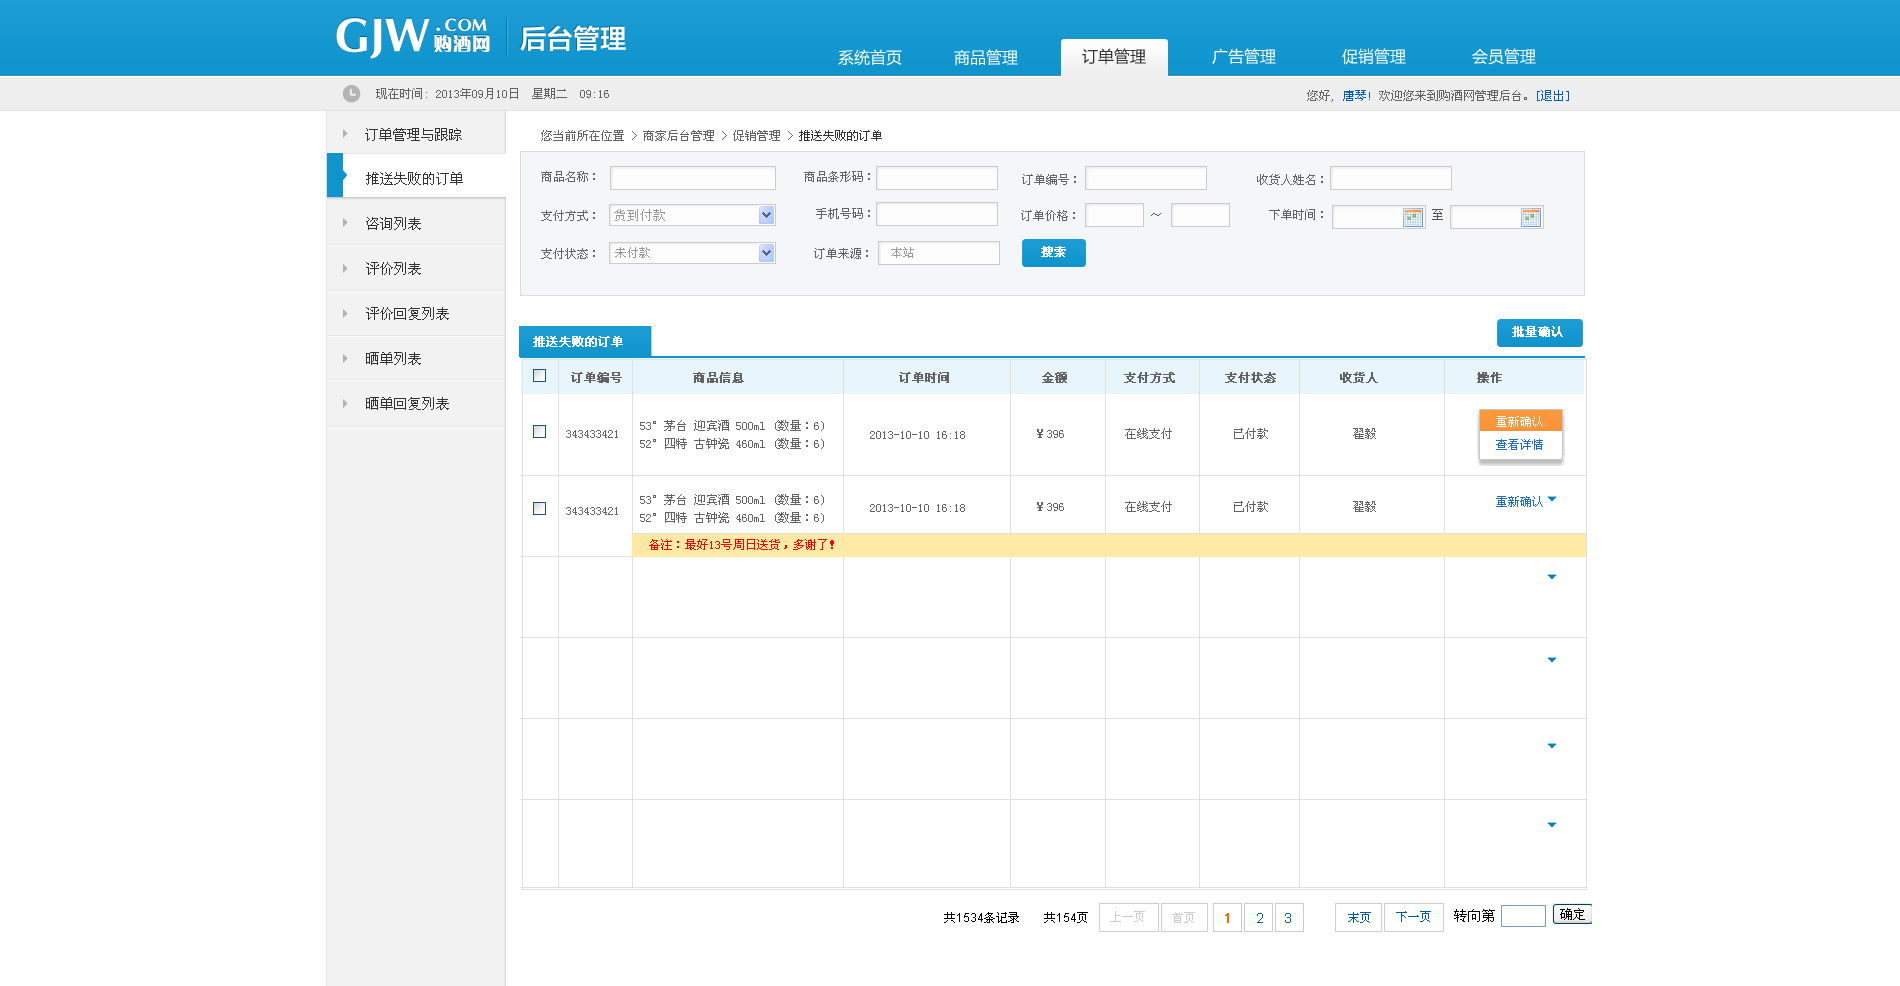 GJW.COM 购酒网 后台管理
系统首页 商品管理 订单管理 广告管理 促销管理 会员管理
现在时间: 2013年09月10日 星期二 09:16
您好, 唐琴! 欢迎您来到购酒网管理后台。[退出]
订单管理与跟踪
推送失败的订单
咨询列表
评价列表
评价回复列表
晒单列表
晒单回复列表
您当前所在位置 > 商家后台管理 > 促销管理 > 推送失败的订单
商品名称： 商品条形码： 订单编号： 收货人姓名：
支付方式： 货到付款 手机号码： 订单价格： ～ 下单时间： 至
支付状态： 未付款 订单来源： 本站 搜索
推送失败的订单 批量确认
订单编号 商品信息 订单时间 金额 支付方式 支付状态 收货人 操作
343433421
53° 茅台 迎宾酒 500ml (数量：6)
52° 四特 古钟瓷 460ml (数量：6)
2013-10-10 16:18 ¥396 在线支付 已付款 翟毅
重新确认
查看详情
343433421
53° 茅台 迎宾酒 500ml (数量：6)
52° 四特 古钟瓷 460ml (数量：6)
2013-10-10 16:18 ¥396 在线支付 已付款 翟毅 重新确认
备注：最好13号周日送货，多谢了!
共1534条记录 共154页 上一页 首页 1 2 3 末页 下一页 转向第 确定